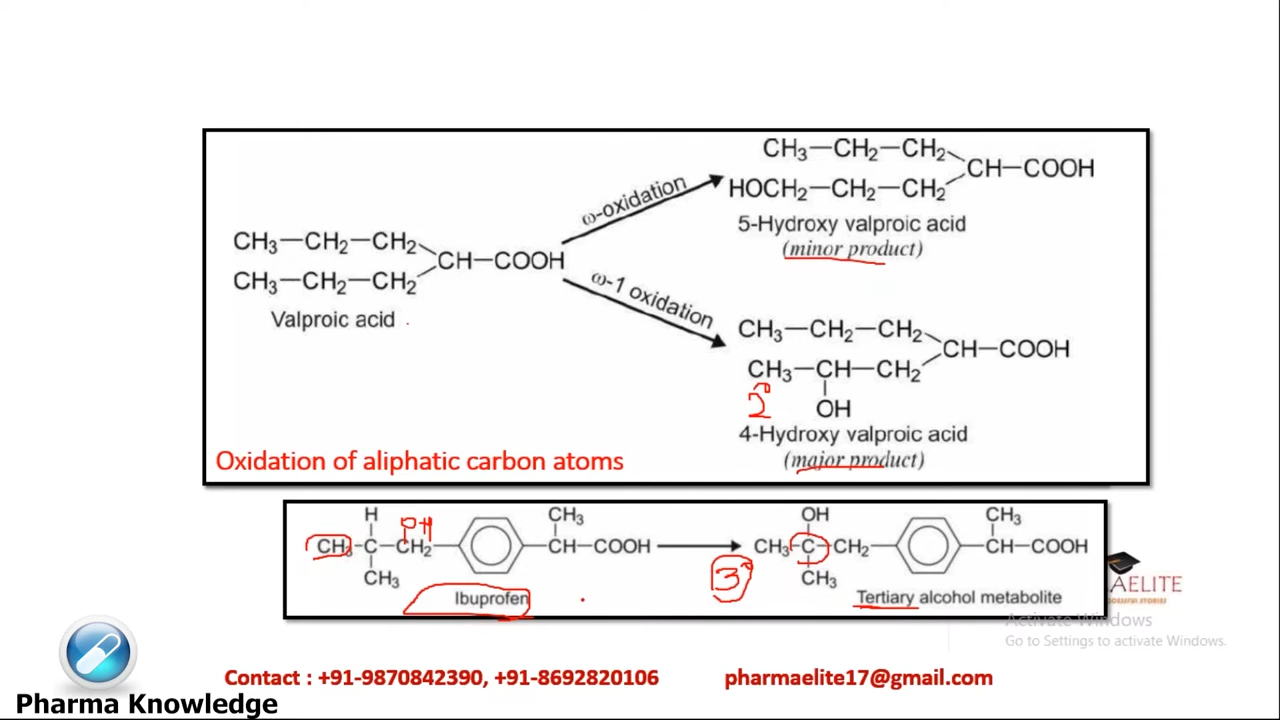 CH3—CH2—CH2
CH—COOH
HOCH2—CH2—CH2
5-Hydroxy valproic acid
(minor product)
ω-oxidation
CH3—CH2—CH2
CH—COOH
CH3—CH2—CH2
Valproic acid
ω-1 oxidation
CH3—CH2—CH2
CH—COOH
CH3—CH—CH2
2°
OH
4-Hydroxy valproic acid
(major product)
Oxidation of aliphatic carbon atoms
H
OH
CH3
CH3—C—CH2
CH—COOH
CH3
Ibuprofen
OH
CH3
CH3—C—CH2
CH—COOH
3°
CH3
Tertiary alcohol metabolite
AELITE
Activate Windows
Go to Settings to activate Windows.
Contact : +91-9870842390, +91-8692820106 pharmaelite17@gmail.com
Pharma Knowledge